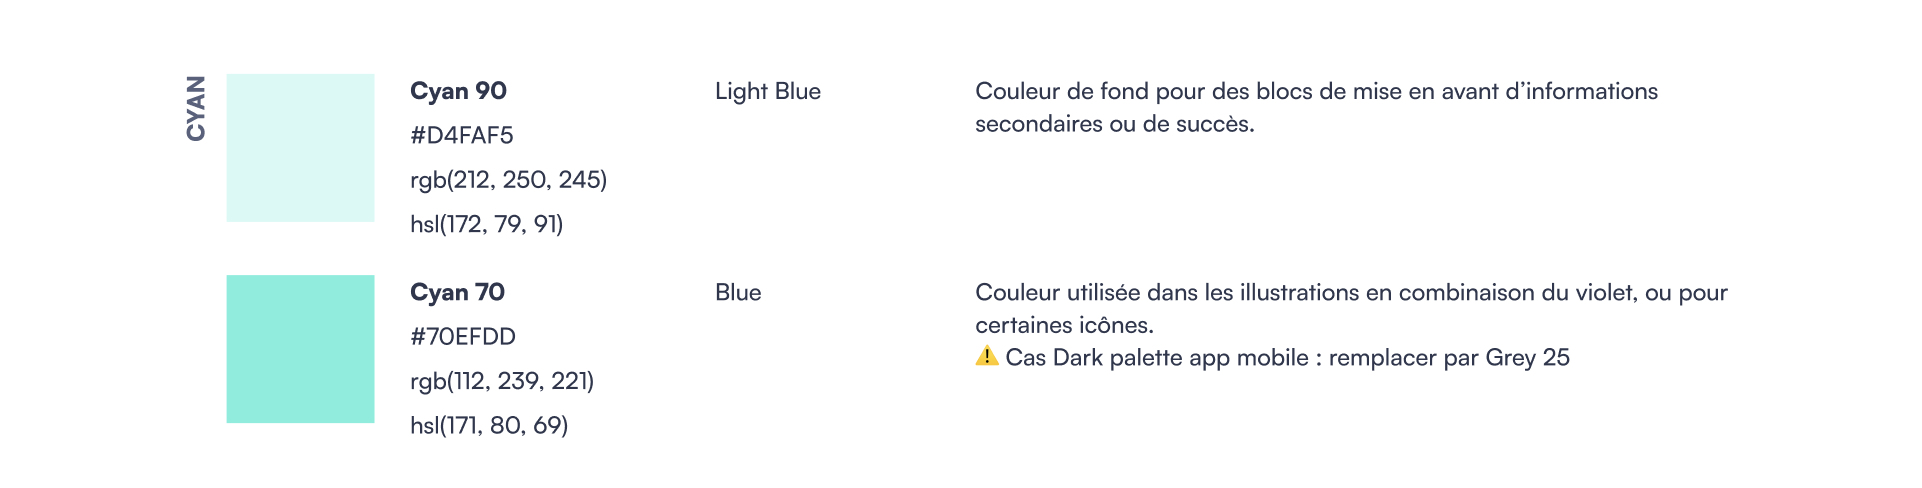 CYAN
Cyan 90
#D4FAF5
rgb(212, 250, 245)
hsl(172, 79, 91)
Light Blue
Couleur de fond pour des blocs de mise en avant d’informations
secondaires ou de succès.
Cyan 70
#70EFDD
rgb(112, 239, 221)
hsl(171, 80, 69)
Blue
Couleur utilisée dans les illustrations en combinaison du violet, ou pour
certaines icônes.
⚠️ Cas Dark palette app mobile : remplacer par Grey 25